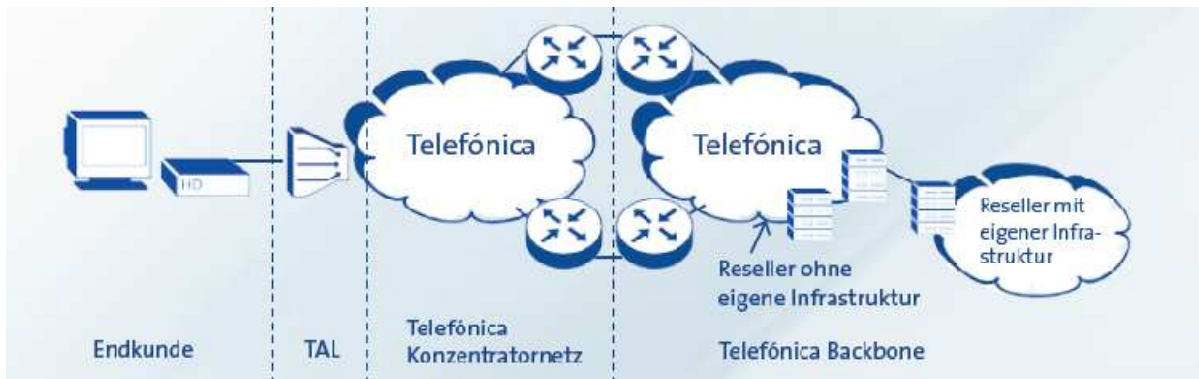 Telefónica
Telefónica
HD
Reseller mit
eigener Infra-
struktur
Reseller ohne
eigene Infrastruktur
Endkunde
TAL
Telefónica
Konzentratornetz
Telefónica Backbone